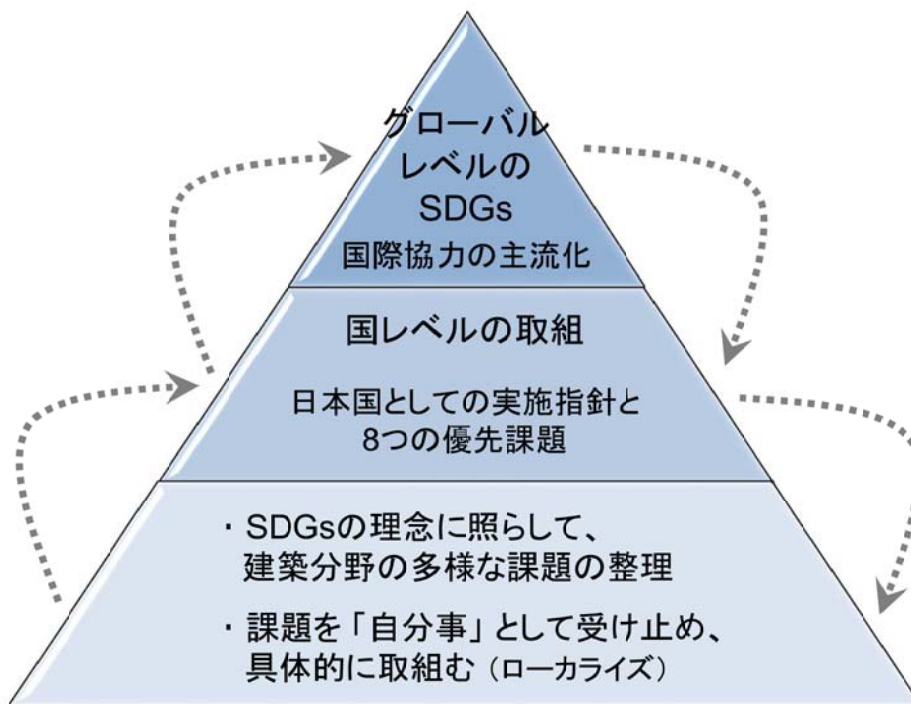 グローバル
レベルの
SDGs
国際協力の主流化
国レベルの取組
日本国としての実施指針と
8つの優先課題
・SDGsの理念に照らして、
建築分野の多様な課題の整理
・課題を「自分事」として受け止め、
具体的に取組む（ローカライズ）